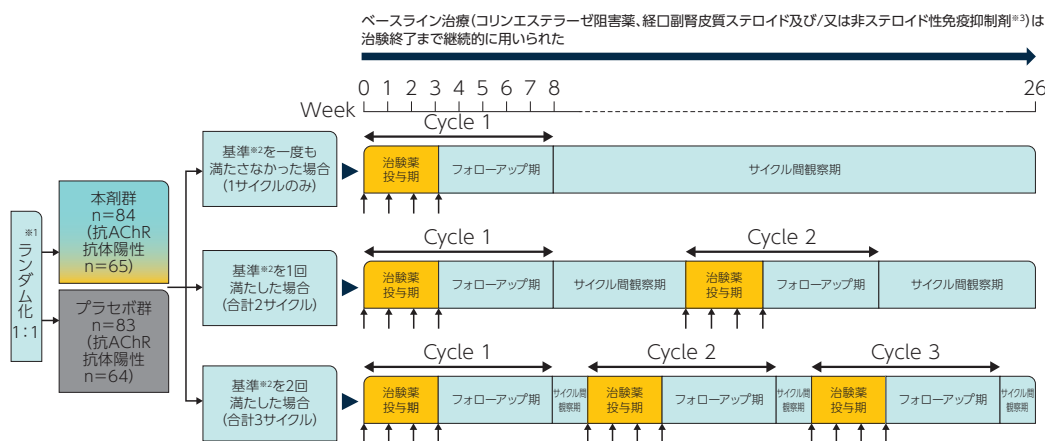 ベースライン治療(コリンエステラーゼ阻害薬、経口副腎皮質ステロイド及び/又は非ステロイド性免疫抑制剤※3)は
治験終了まで継続的に用いられた
Week
0 1 2 3 4 5 6 7 8 26
※1
ランダム化
1:1
本剤群
n=84
(抗AChR
抗体陽性
n=65)
プラセボ群
n=83
(抗AChR
抗体陽性
n=64)
基準※2を一度も
満たさなかった場合
(1サイクルのみ)
Cycle 1
治験薬
投与期
フォローアップ期
サイクル間観察期
基準※2を1回
満たした場合
(合計2サイクル)
Cycle 1
治験薬
投与期
フォローアップ期
サイクル間観察期
Cycle 2
治験薬
投与期
フォローアップ期
サイクル間観察期
基準※2を2回
満たした場合
(合計3サイクル)
Cycle 1
治験薬
投与期
フォローアップ期
サイクル間
観察期
Cycle 2
治験薬
投与期
フォローアップ期
サイクル間
観察期
Cycle 3
治験薬
投与期
フォローアップ期
サイクル間
観察期